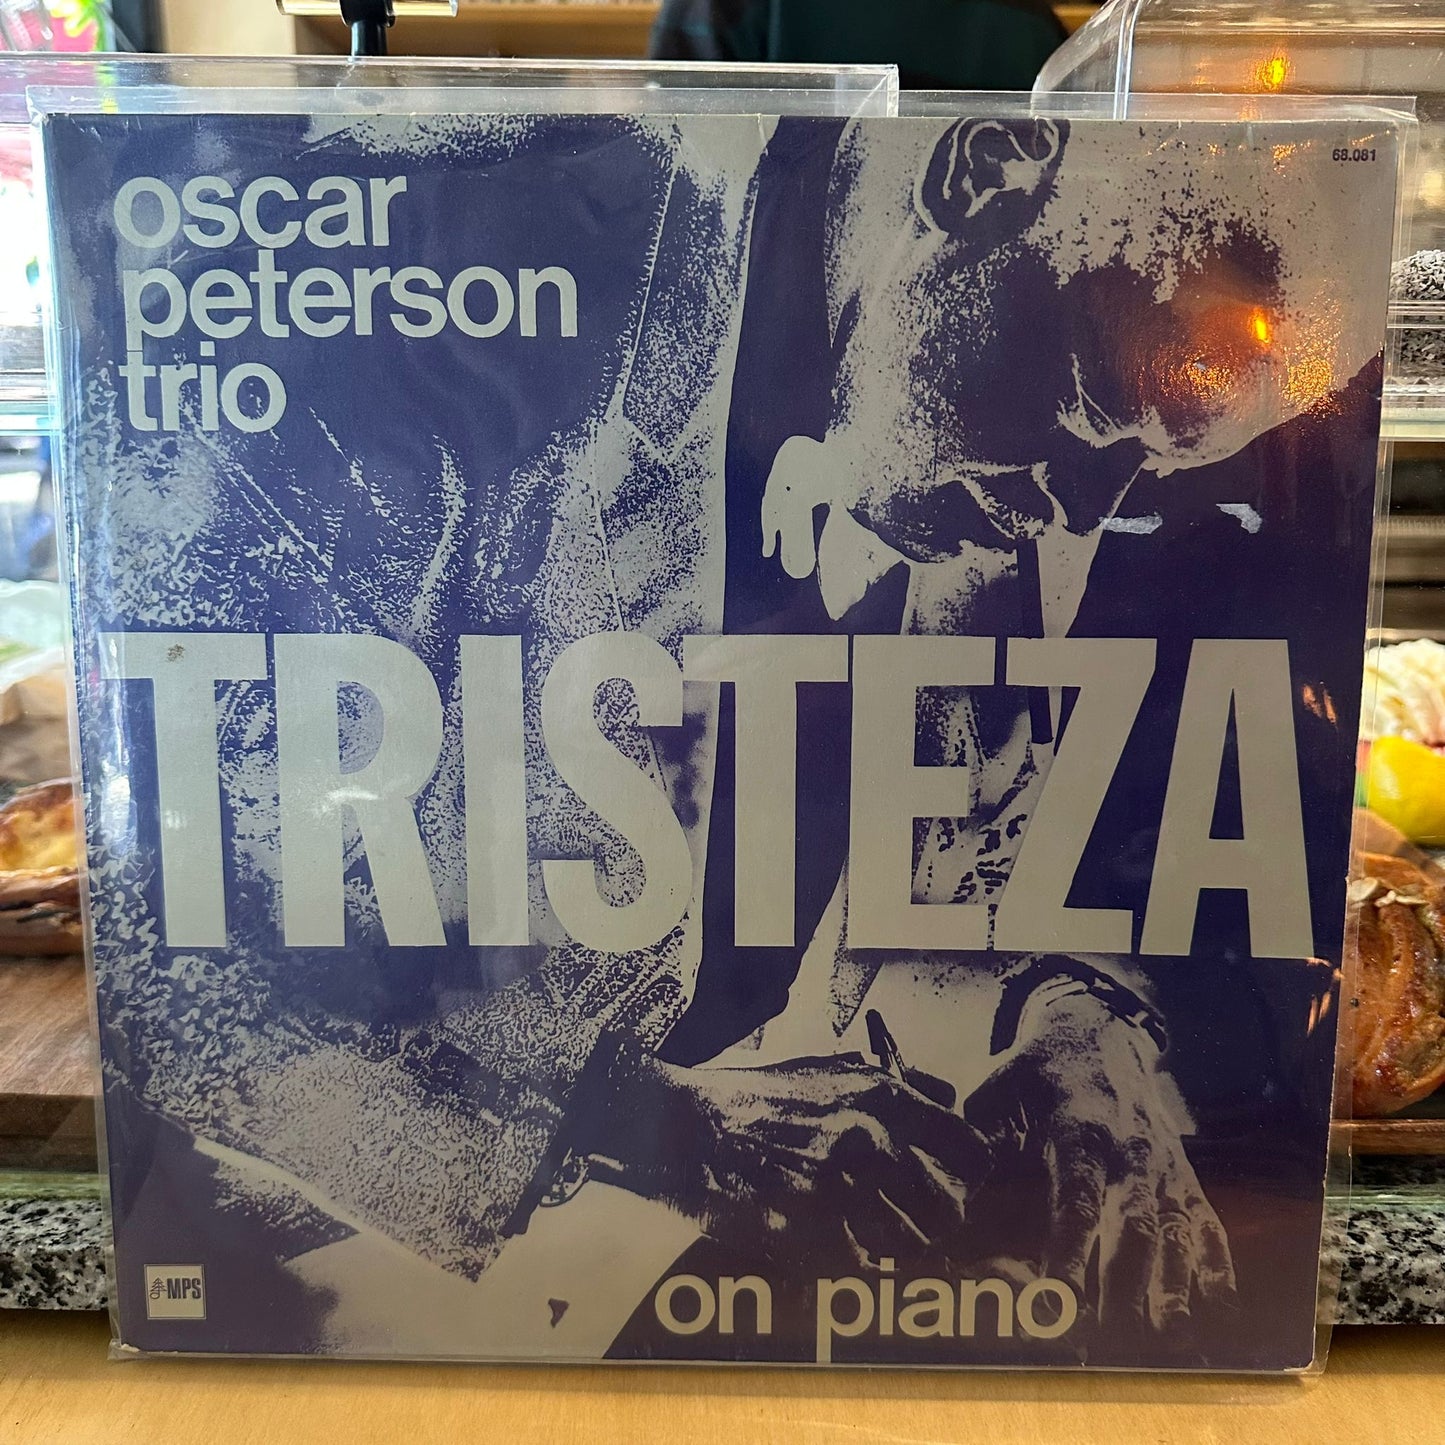 68.081
oscar
peterson
trio
TRISTEZA
on piano
MPS